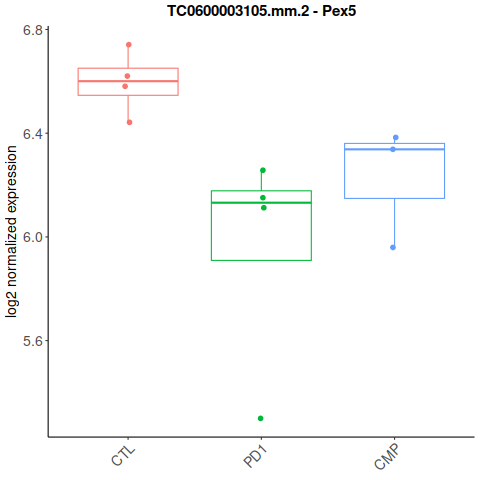 TC0600003105.mm.2 - Pex5
log2 normalized expression
6.8
6.4
6.0
5.6
CTL
PD1
CMP